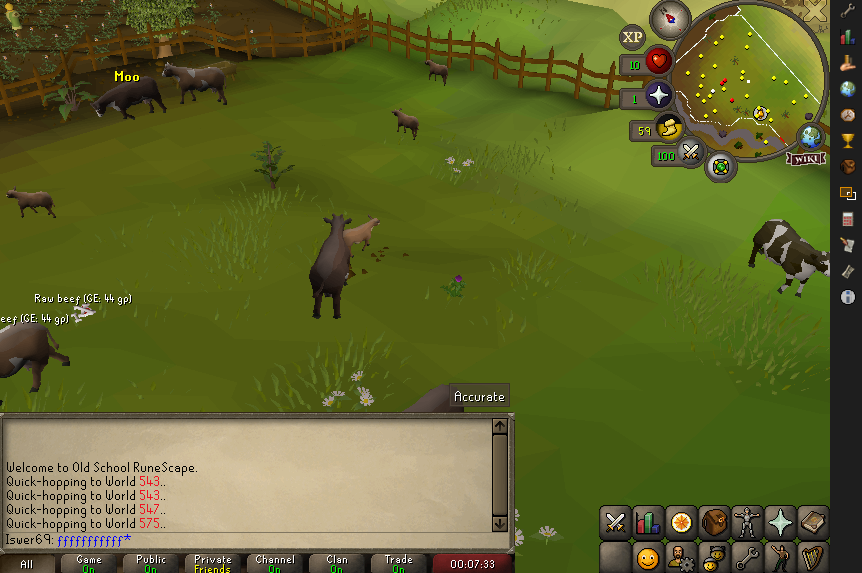 Moo
XP
10
1
59
100
WIKI
Raw beef (GE: 44 gp)
eef (GE: 44 gp)
Accurate
Welcome to Old School RuneScape.
Quick-hopping to World 543..
Quick-hopping to World 543..
Quick-hopping to World 547..
Quick-hopping to World 575..
Iswer69: fffffffffff*
All
Game
On
Public
On
Private
Friends
Channel
On
Clan
On
Trade
On
00:07:33